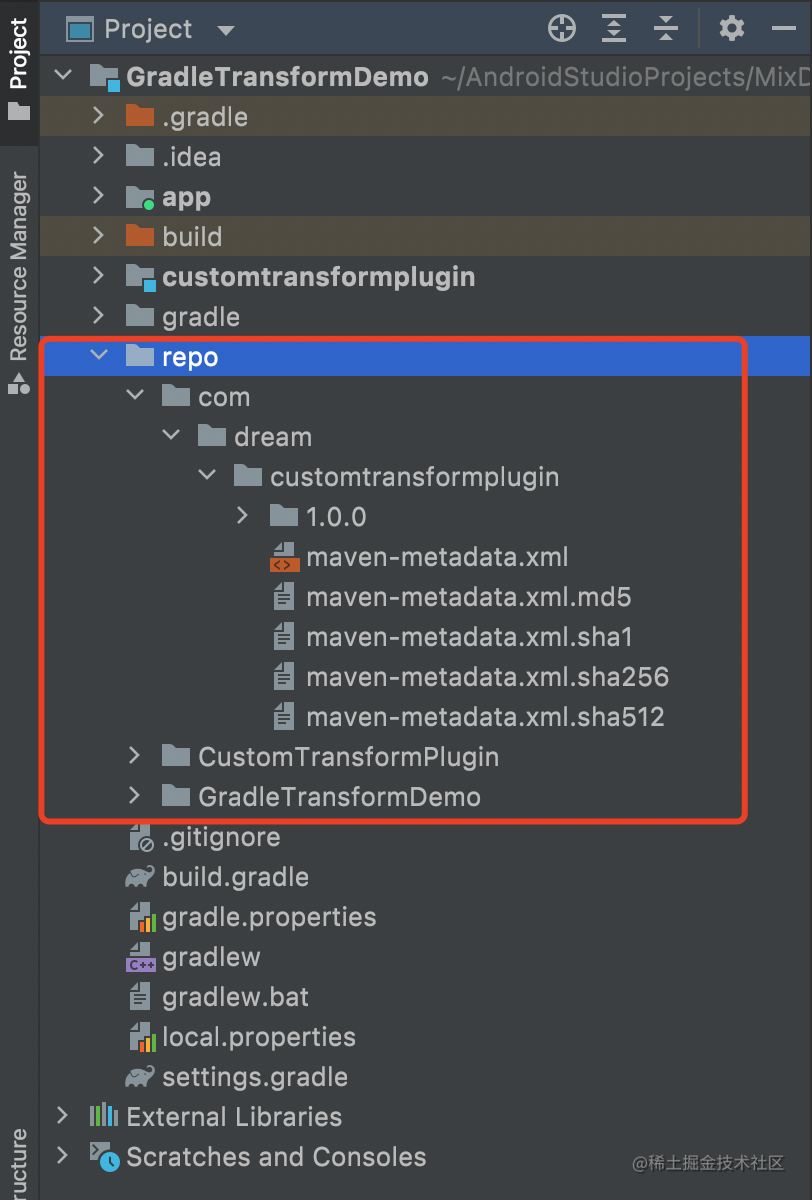 Project
Project
GradleTransformDemo ~/AndroidStudioProjects/MixD
.gradle
.idea
app
build
customtransformplugin
gradle
repo
com
dream
customtransformplugin
1.0.0
maven-metadata.xml
maven-metadata.xml.md5
maven-metadata.xml.sha1
maven-metadata.xml.sha256
maven-metadata.xml.sha512
CustomTransformPlugin
GradleTransformDemo
.gitignore
build.gradle
gradle.properties
C++
gradlew
gradlew.bat
local.properties
settings.gradle
External Libraries
Scratches and Consoles
Resource Manager
ructure
@稀土掘金技术社区